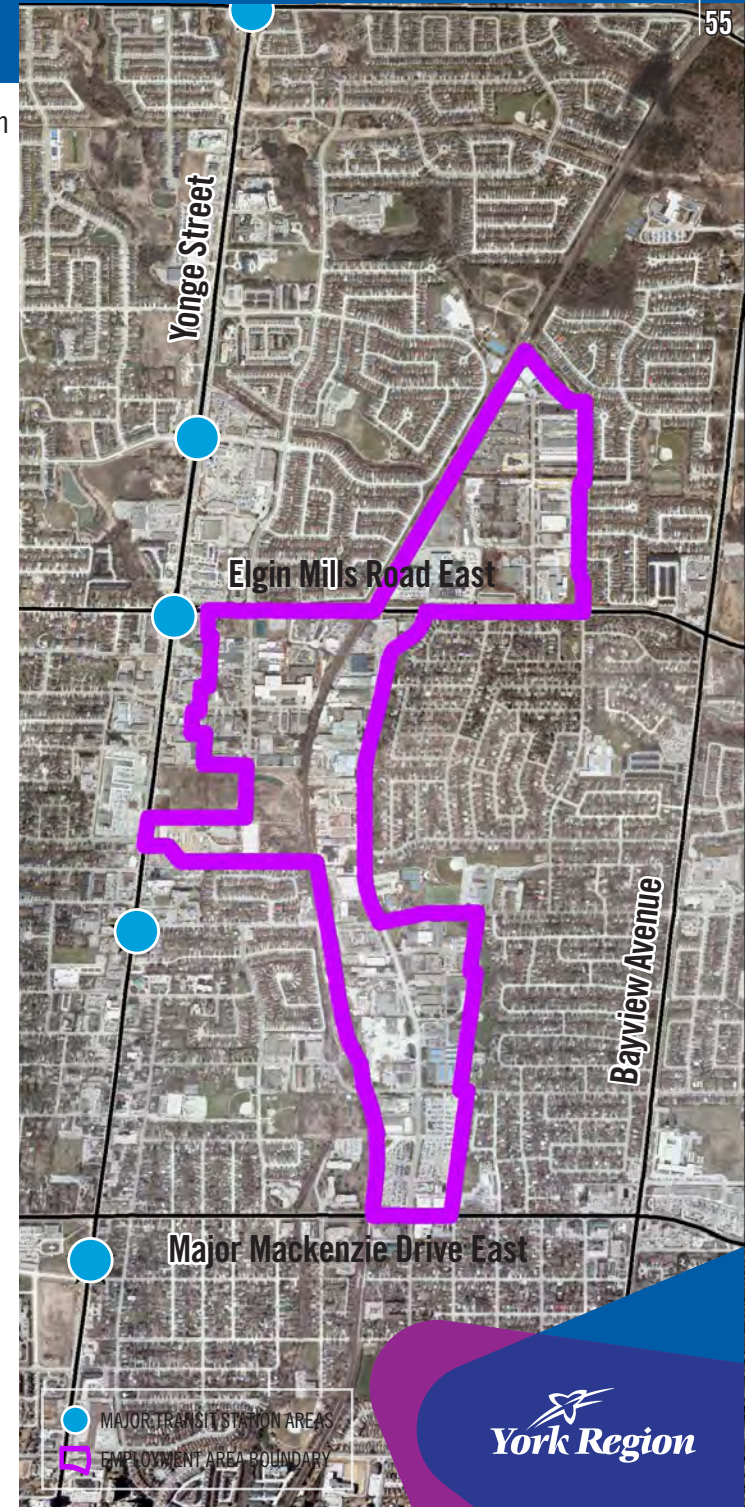 55
n
Yonge Street
Elgin Mills Road East
Bayview Avenue
Major Mackenzie Drive East
MAJOR TRANSIT STATION AREAS
EMPLOYMENT AREA BOUNDARY
York Region